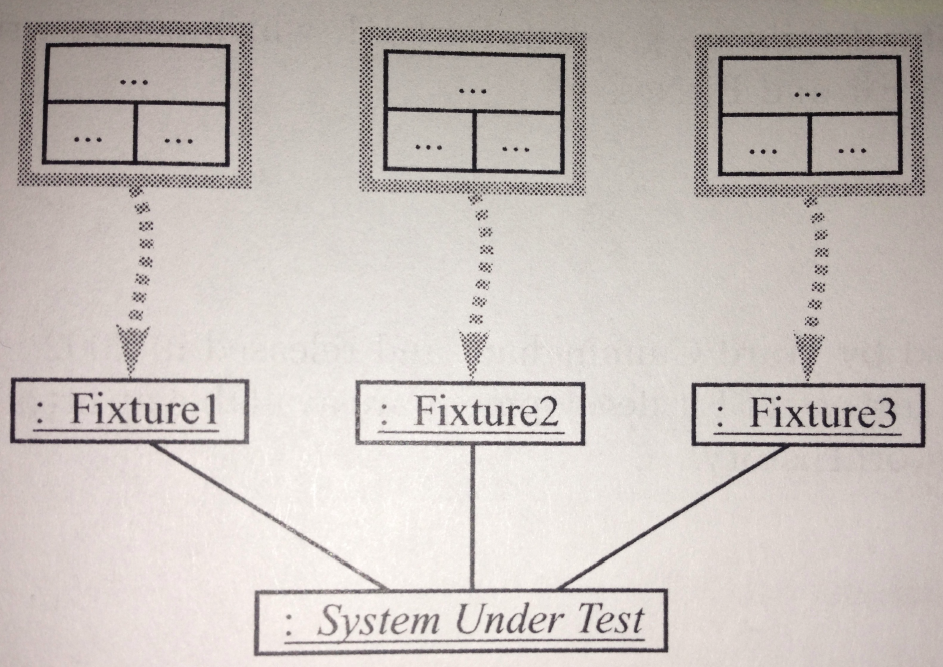 ... ... ...
... ... ... ... ... ...
: Fixture1 : Fixture2 : Fixture3
: System Under Test